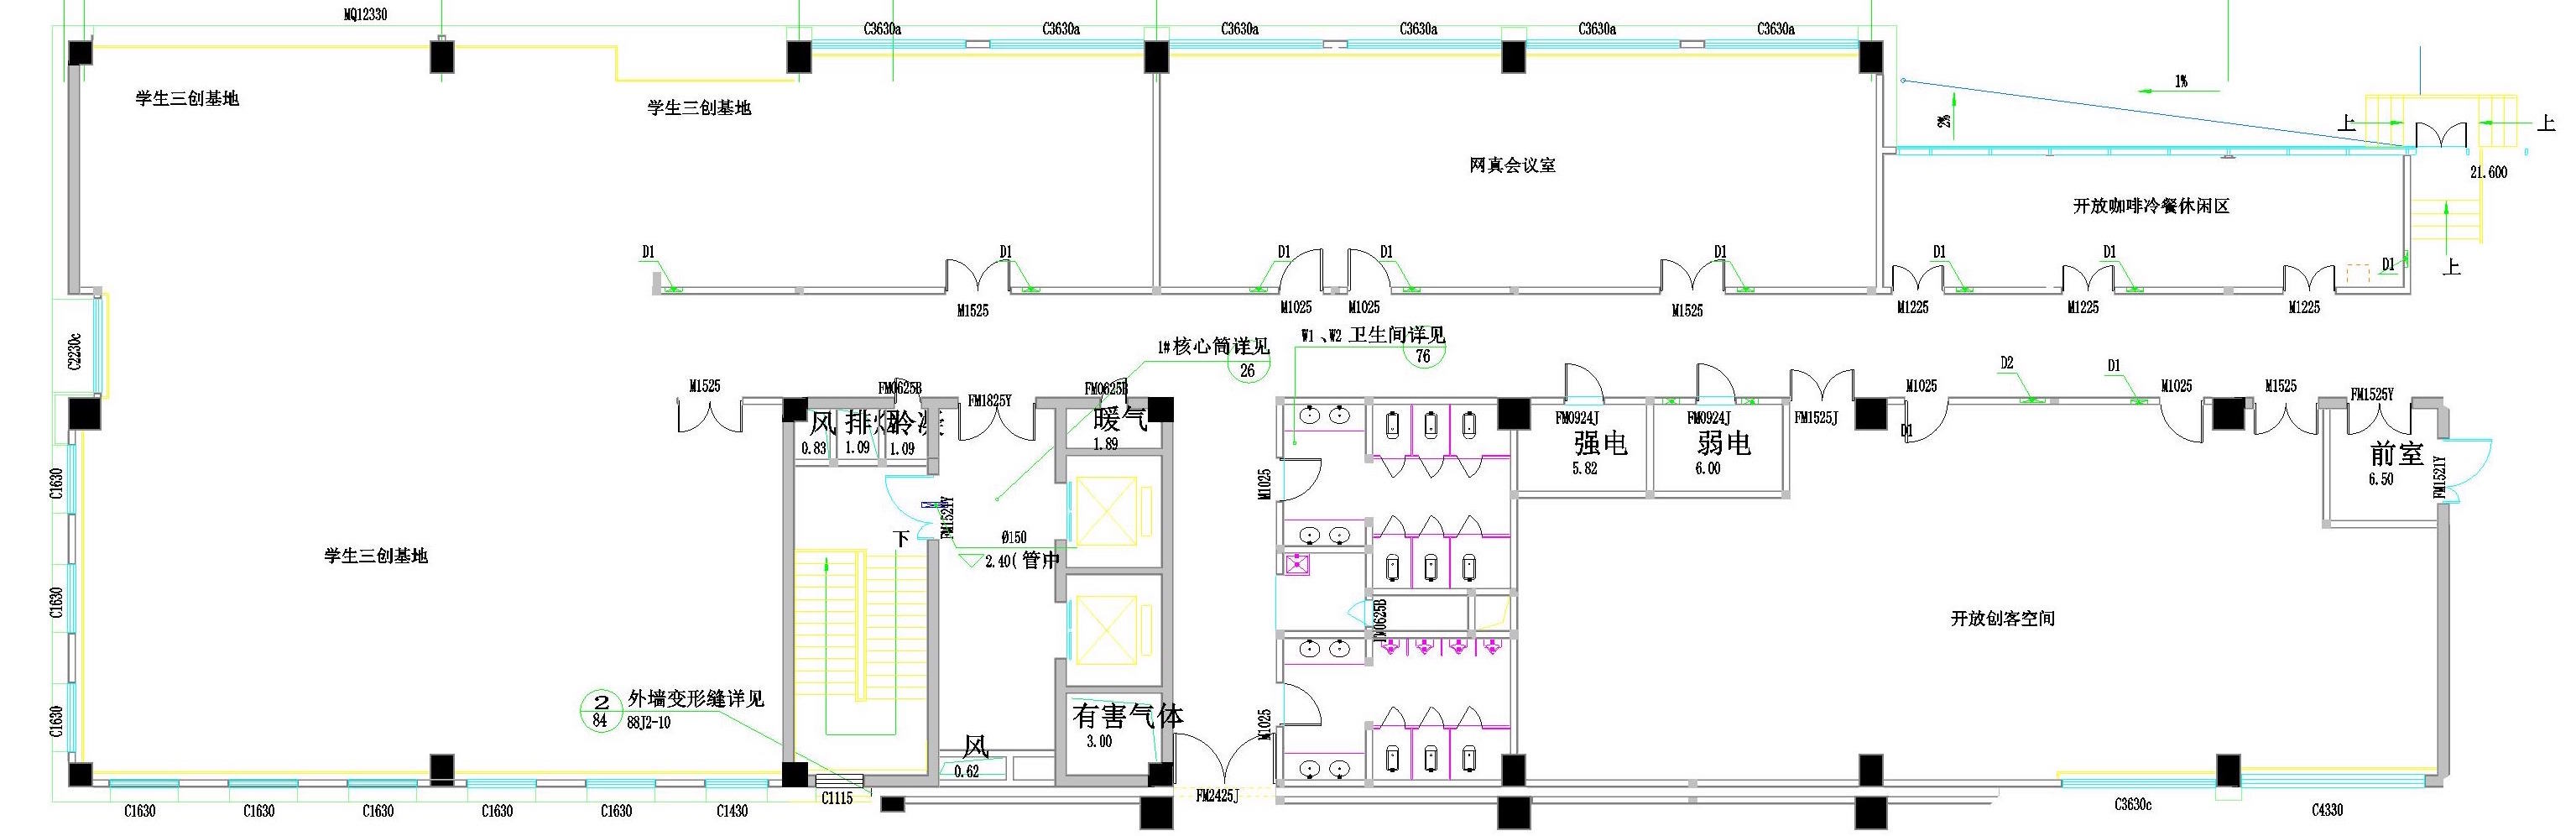 MQ12330
C3630a
C3630a
C3630a
C3630a
C3630a
C3630a
学生三创基地
学生三创基地
网真会议室
开放咖啡冷餐休闲区
1%
2%
上
上
21.600
上
D1
D1
D1
D1
D1
D1
D1
D1
M1525
M1025
M1025
M1525
M1225
M1225
M1225
C2230c
1#核心筒详见
26
W1、W2 卫生间详见
76
M1525
FM0625B
FM1825Y
FM0625B
D2
D1
M1025
M1025
M1525
FM1525Y
FM0924J
FM0924J
FM1525J
D1
风
排烟
冷凝
0.83
1.09
1.09
暖气
1.89
强电
5.82
弱电
6.00
前室
6.50
FM1521Y
C1630
C1630
C1630
M1025
FM1521Y
下
Ø150
2.40(管中
学生三创基地
FM0625B
开放创客空间
2
84
外墙变形缝详见
88J2-10
有害气体
3.00
M1025
风
0.62
C1630
C1630
C1630
C1630
C1630
C1430
C1115
FM2425J
C3630c
C4330